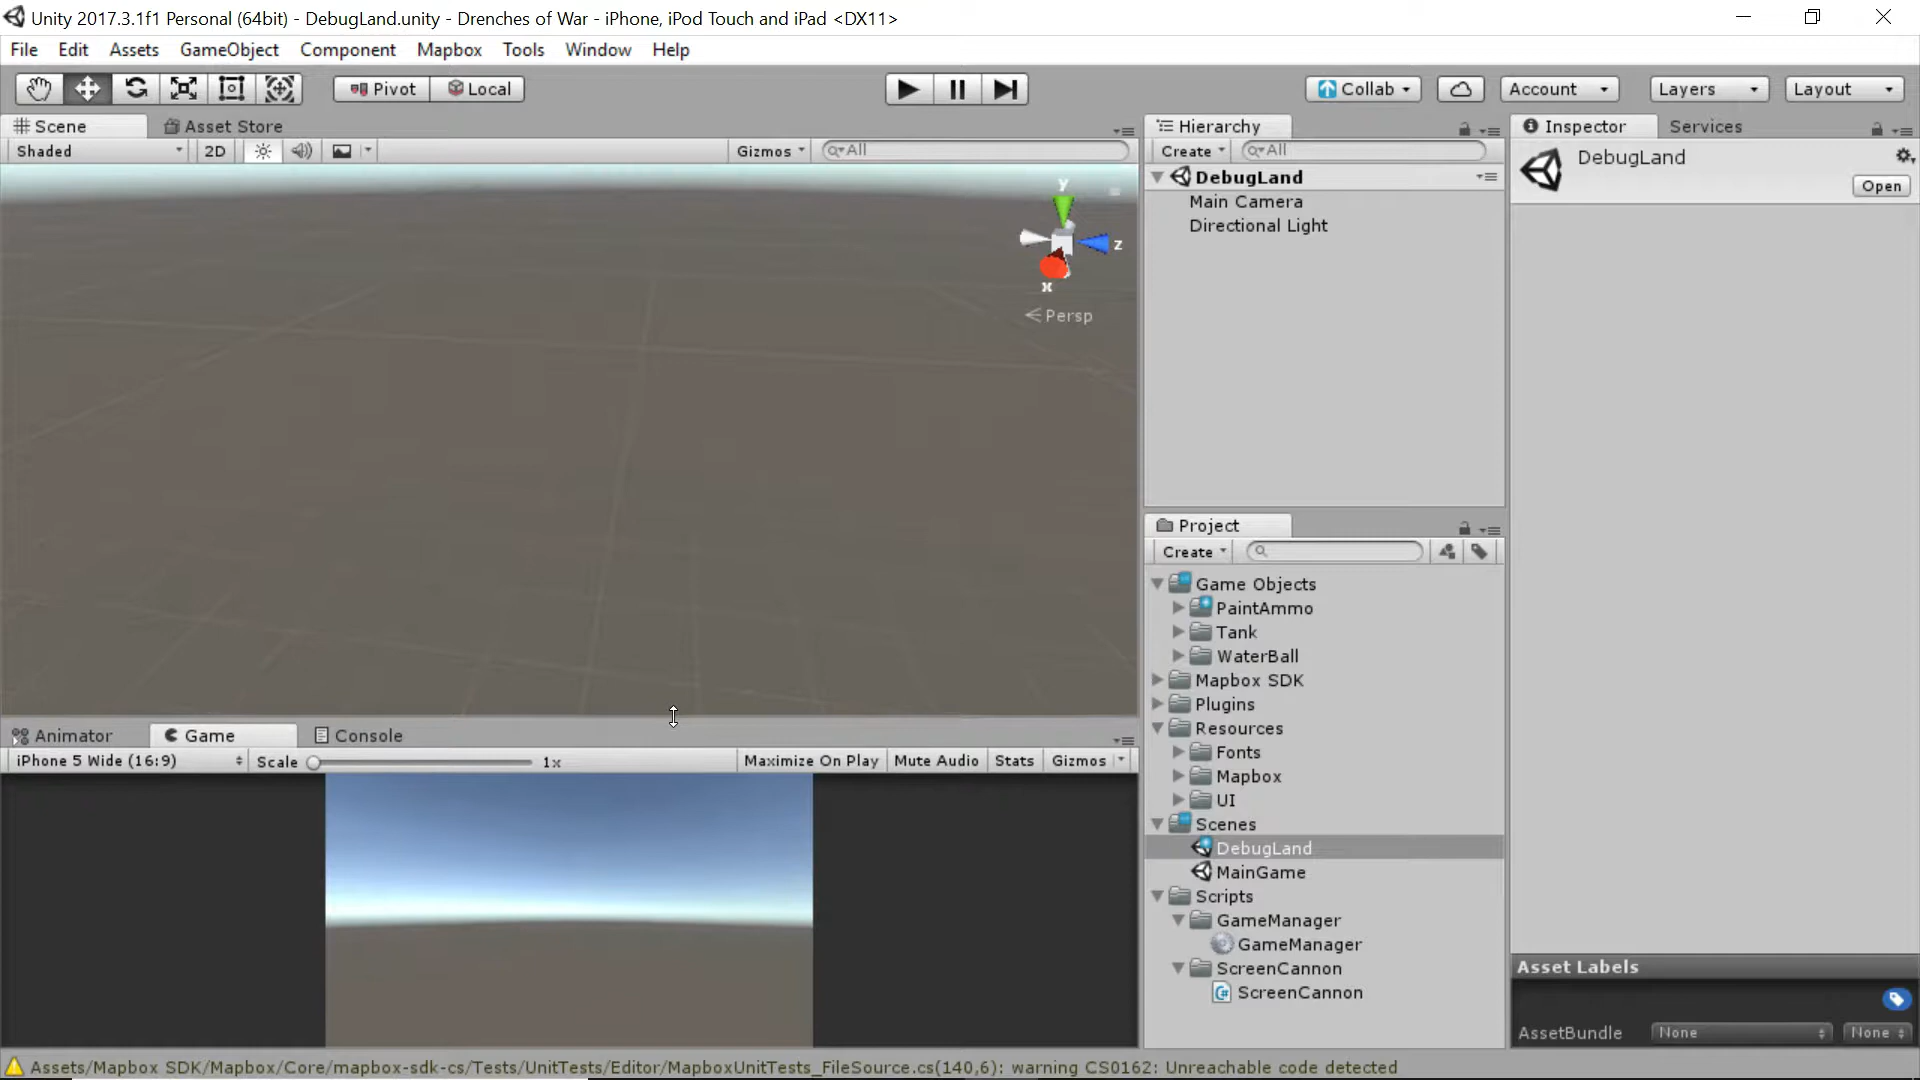 Unity 2017.3.1f1 Personal (64bit) - DebugLand.unity - Drenches of War - iPhone, iPod Touch and iPad <DX11>
File Edit Assets GameObject Component Mapbox Tools Window Help
Pivot Local Collab Account Layers Layout
Scene Asset Store
Shaded 2D Gizmos All
y
z
x
Persp
Hierarchy
Create All
DebugLand
Main Camera
Directional Light
Inspector Services
DebugLand
Open
Project
Create
Game Objects
PaintAmmo
Tank
WaterBall
Mapbox SDK
Plugins
Resources
Fonts
Mapbox
UI
Scenes
DebugLand
MainGame
Scripts
GameManager
GameManager
ScreenCannon
ScreenCannon
Animator Game Console
iPhone 5 Wide (16:9) Scale 1x Maximize On Play Mute Audio Stats Gizmos
Asset Labels
AssetBundle None None
Assets/Mapbox SDK/Mapbox/Core/mapbox-sdk-cs/Tests/UnitTests/Editor/MapboxUnitTests_FileSource.cs(140,6): warning CS0162: Unreachable code detected